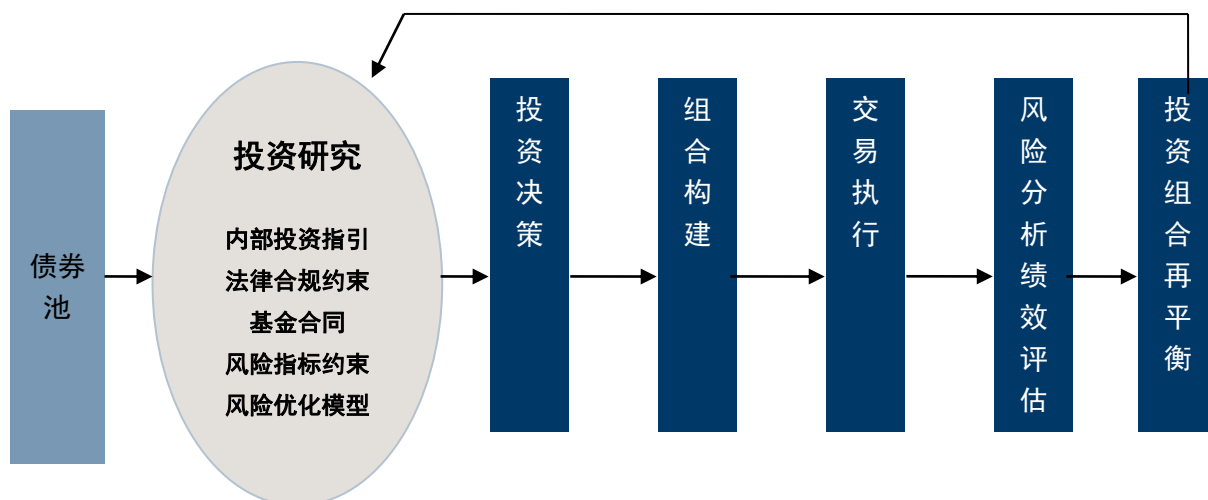 债券
池
投资研究
内部投资指引
法律合规约束
基金合同
风险指标约束
风险优化模型
投资决策
组合构建
交易执行
风险分析绩效评估
投资组合再平衡